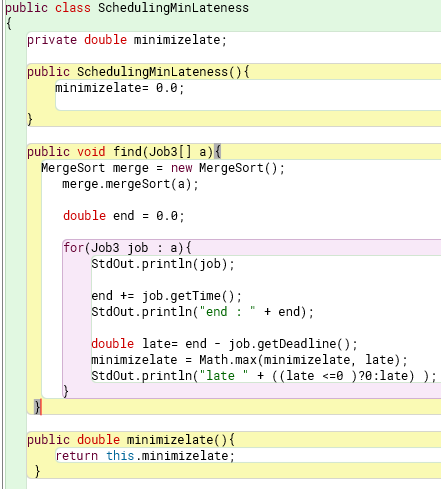 public class SchedulingMinLateness
{
private double minimizelate;
public SchedulingMinLateness(){
minimizelate= 0.0;
}
public void find(Job3[] a){
MergeSort merge = new MergeSort();
merge.mergeSort(a);
double end = 0.0;
for(Job3 job : a){
StdOut.println(job);
end += job.getTime();
StdOut.println("end : " + end);
double late= end - job.getDeadline();
minimizelate = Math.max(minimizelate, late);
StdOut.println("late " + ((late <=0 )?0:late) );
}
}
public double minimizelate(){
return this.minimizelate;
}